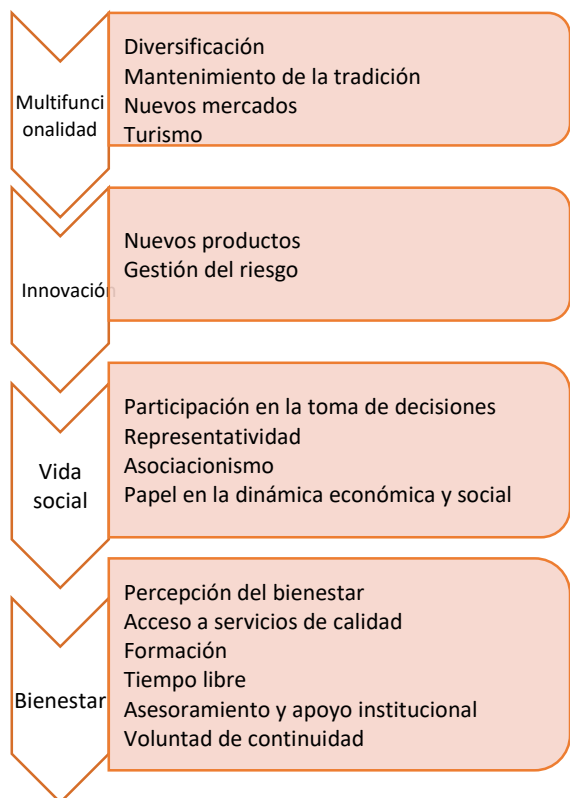 Multifunci
onalidad
Diversificación
Mantenimiento de la tradición
Nuevos mercados
Turismo
Innovación
Nuevos productos
Gestión del riesgo
Vida
social
Participación en la toma de decisiones
Representatividad
Asociacionismo
Papel en la dinámica económica y social
Bienestar
Percepción del bienestar
Acceso a servicios de calidad
Formación
Tiempo libre
Asesoramiento y apoyo institucional
Voluntad de continuidad